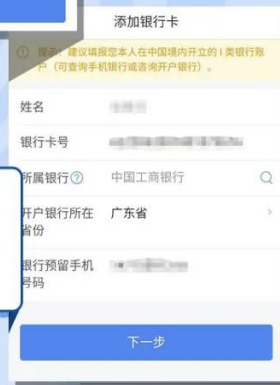 添加银行卡
提示：建议填报您本人在中国境内开立的I类银行账
户（可查询手机银行或咨询开户银行）。
姓名
银行卡号
所属银行 中国工商银行
开户银行所在 广东省
省份
银行预留手机
号码
下一步